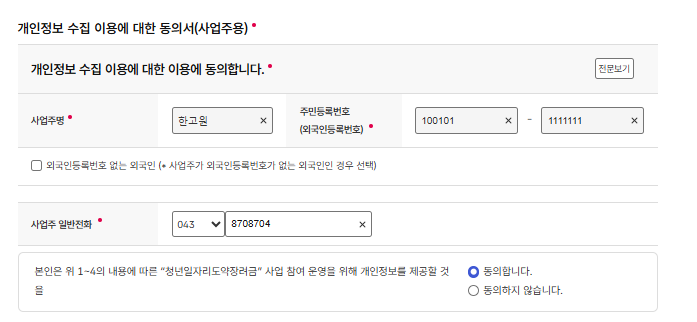 개인정보 수집 이용에 대한 동의서(사업주용) •
개인정보 수집 이용에 대한 이용에 동의합니다. •
전문보기
사업주명 •
한고원 ×
주민등록번호
(외국인등록번호) •
100101 × - 1111111 ×
외국인등록번호 없는 외국인 (* 사업주가 외국인등록번호가 없는 외국인인 경우 선택)
사업주 일반전화 •
043 8708704 ×
본인은 위 1~4의 내용에 따른 “청년일자리도약장려금” 사업 참여 운영을 위해 개인정보를 제공할 것
을
동의합니다.
동의하지 않습니다.